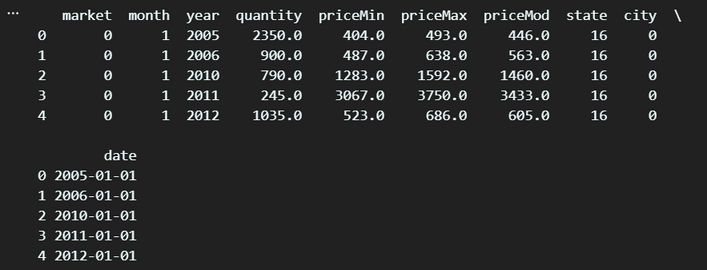 ... market month year quantity priceMin priceMax priceMod state city \
0 0 1 2005 2350.0 404.0 493.0 446.0 16 0
1 0 1 2006 900.0 487.0 638.0 563.0 16 0
2 0 1 2010 790.0 1283.0 1592.0 1460.0 16 0
3 0 1 2011 245.0 3067.0 3750.0 3433.0 16 0
4 0 1 2012 1035.0 523.0 686.0 605.0 16 0
date
0 2005-01-01
1 2006-01-01
2 2010-01-01
3 2011-01-01
4 2012-01-01